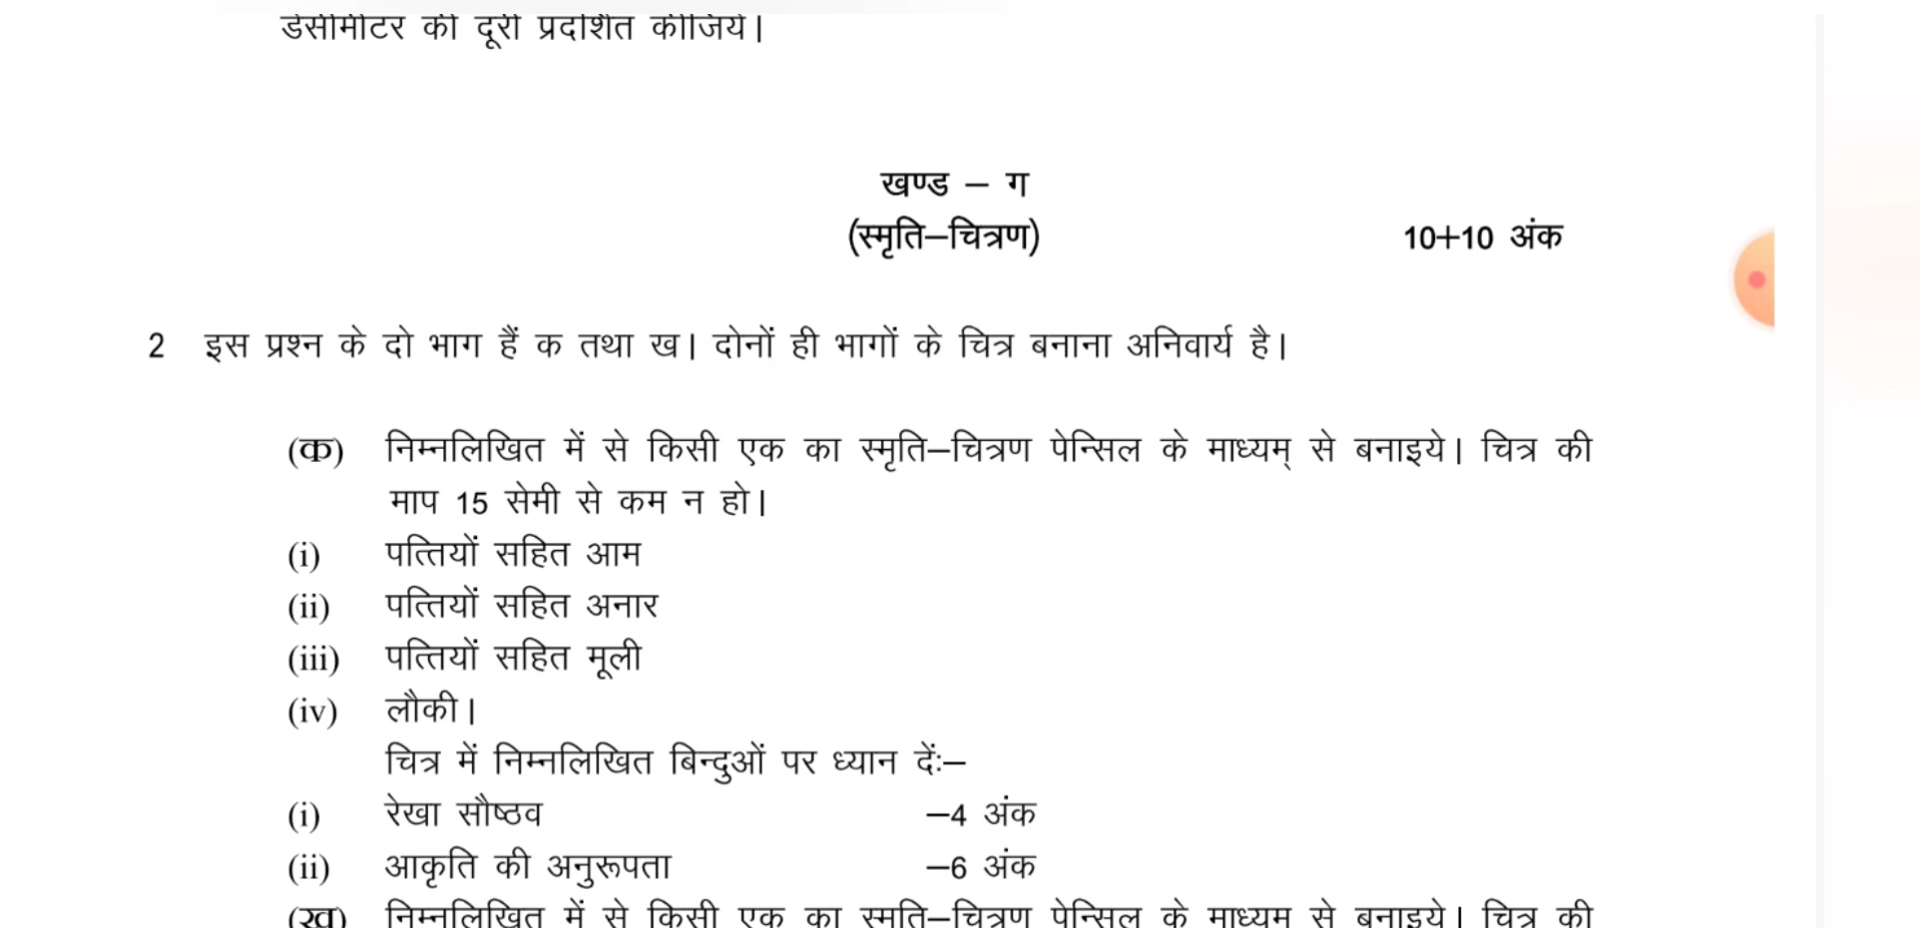 डेसीमीटर की दूरी प्रदर्शित कीजिये।
खण्ड – ग
(स्मृति–चित्रण) 10+10 अंक
2 इस प्रश्न के दो भाग हैं क तथा ख। दोनों ही भागों के चित्र बनाना अनिवार्य है।
(क) निम्नलिखित में से किसी एक का स्मृति–चित्रण पेन्सिल के माध्यम् से बनाइये। चित्र की
माप 15 सेमी से कम न हो।
(i) पत्तियों सहित आम
(ii) पत्तियों सहित अनार
(iii) पत्तियों सहित मूली
(iv) लौकी।
चित्र में निम्नलिखित बिन्दुओं पर ध्यान दें:–
(i) रेखा सौष्ठव –4 अंक
(ii) आकृति की अनुरूपता –6 अंक
(ख) निम्नलिखित में से किसी एक का स्मृति–चित्रण पेन्सिल के माध्यम से बनाइये। चित्र की